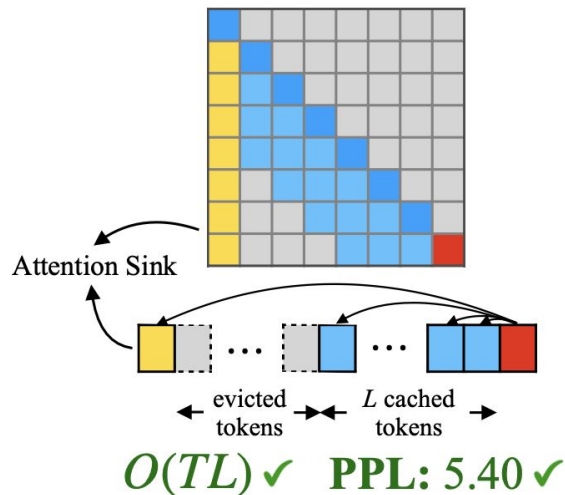 Attention Sink
...
...
evicted
tokens
L cached
tokens
O(TL) ✓ PPL: 5.40 ✓